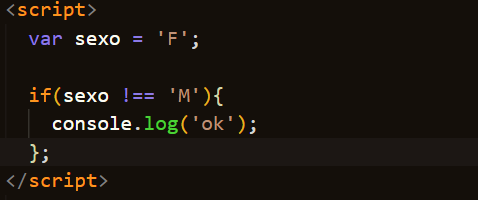 <script>
var sexo = 'F';
if(sexo !== 'M'){
console.log('ok');
};
</script>